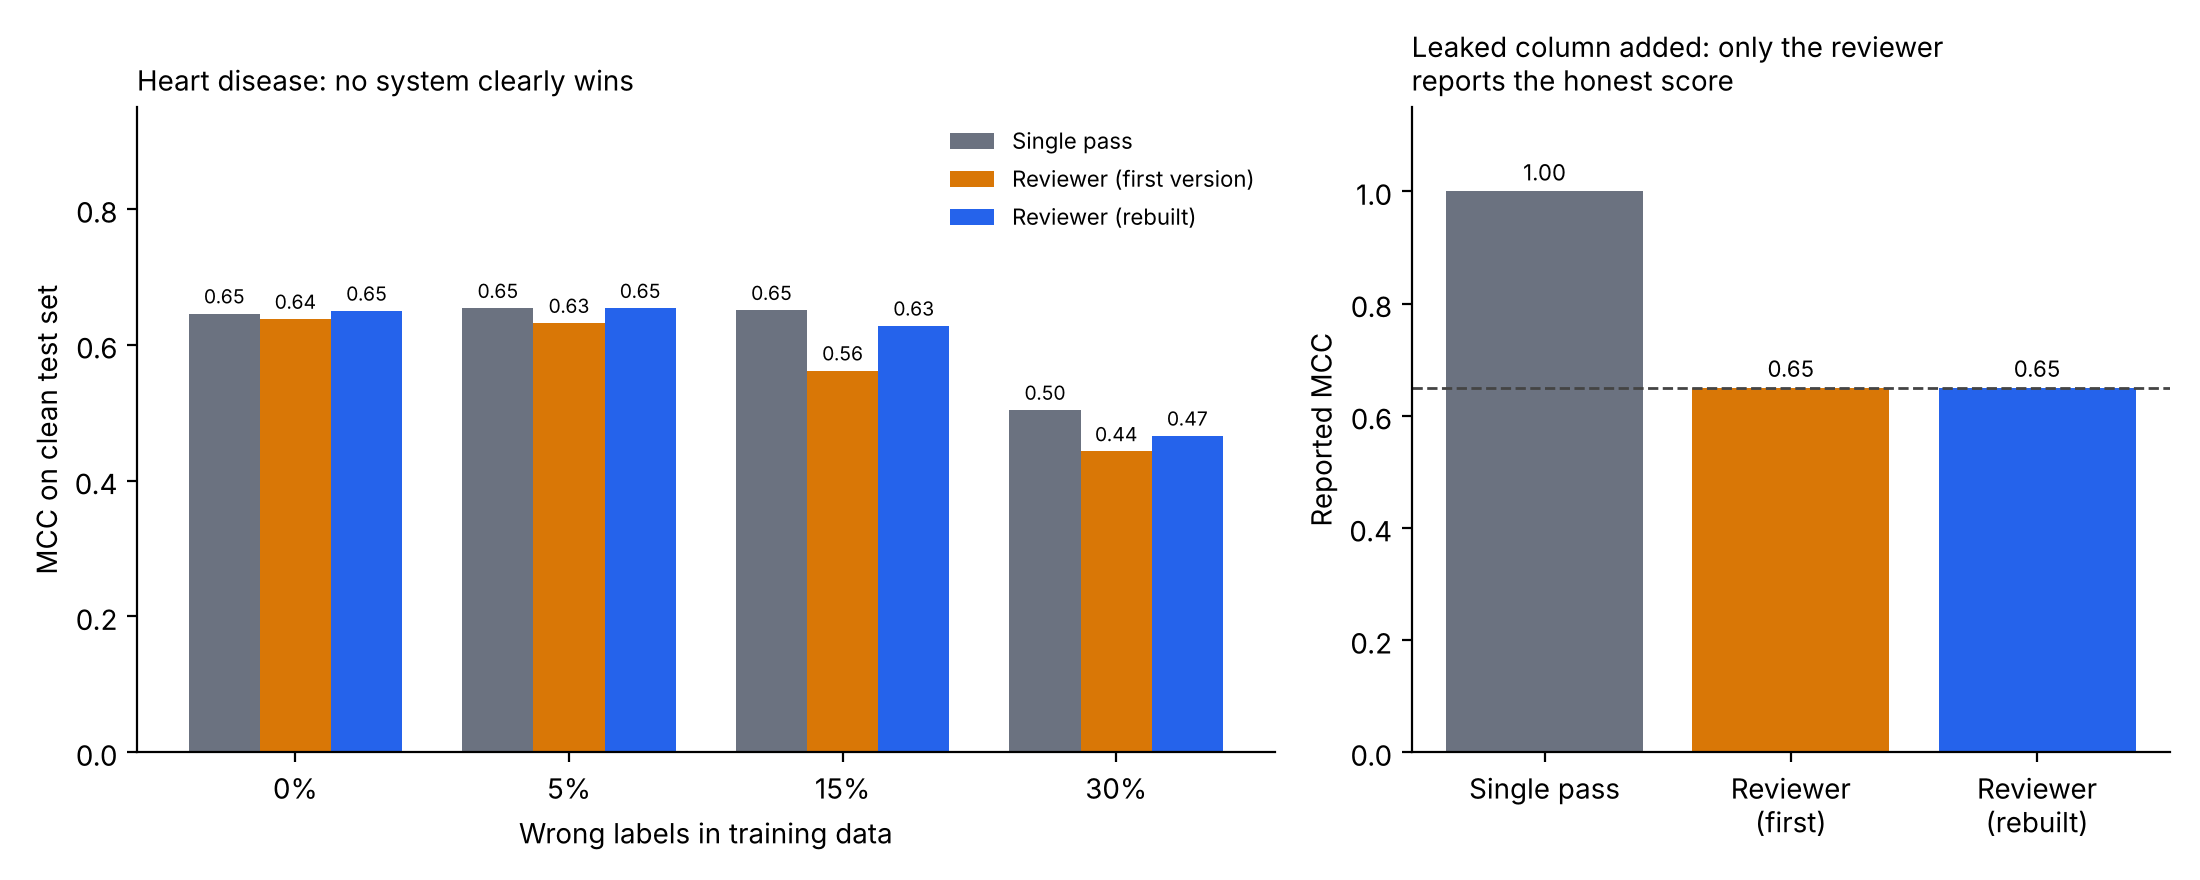 Heart disease: no system clearly wins
Single pass
Reviewer (first version)
Reviewer (rebuilt)
MCC on clean test set
0.8
0.6
0.4
0.2
0.0
0.65
0.64
0.65
0.65
0.63
0.65
0.65
0.56
0.63
0.50
0.44
0.47
0%
5%
15%
30%
Wrong labels in training data
Leaked column added: only the reviewer
reports the honest score
Reported MCC
1.0
0.8
0.6
0.4
0.2
0.0
1.00
0.65
0.65
Single pass
Reviewer
(first)
Reviewer
(rebuilt)